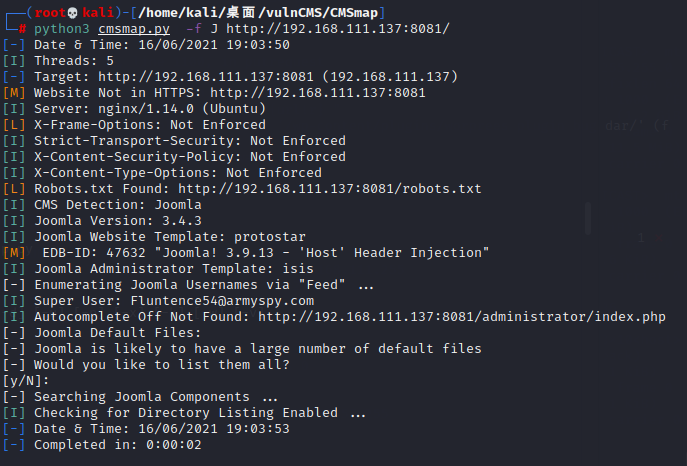 ┌──(root💀kali)-[/home/kali/桌面/vulnCMS/CMSmap]
└─# python3 cmsmap.py -f J http://192.168.111.137:8081/
[-] Date & Time: 16/06/2021 19:03:50
[I] Threads: 5
[-] Target: http://192.168.111.137:8081 (192.168.111.137)
[M] Website Not in HTTPS: http://192.168.111.137:8081
[I] Server: nginx/1.14.0 (Ubuntu)
[L] X-Frame-Options: Not Enforced
[I] Strict-Transport-Security: Not Enforced
[I] X-Content-Security-Policy: Not Enforced
[I] X-Content-Type-Options: Not Enforced
[L] Robots.txt Found: http://192.168.111.137:8081/robots.txt
[I] CMS Detection: Joomla
[I] Joomla Version: 3.4.3
[I] Joomla Website Template: protostar
[M] EDB-ID: 47632 "Joomla! 3.9.13 - 'Host' Header Injection"
[I] Joomla Administrator Template: isis
[-] Enumerating Joomla Usernames via "Feed" ...
[I] Super User: Fluntence54@armyspy.com
[I] Autocomplete Off Not Found: http://192.168.111.137:8081/administrator/index.php
[-] Joomla Default Files:
[-] Joomla is likely to have a large number of default files
[-] Would you like to list them all?
[y/N]:
[-] Searching Joomla Components ...
[I] Checking for Directory Listing Enabled ...
[-] Date & Time: 16/06/2021 19:03:53
[-] Completed in: 0:00:02